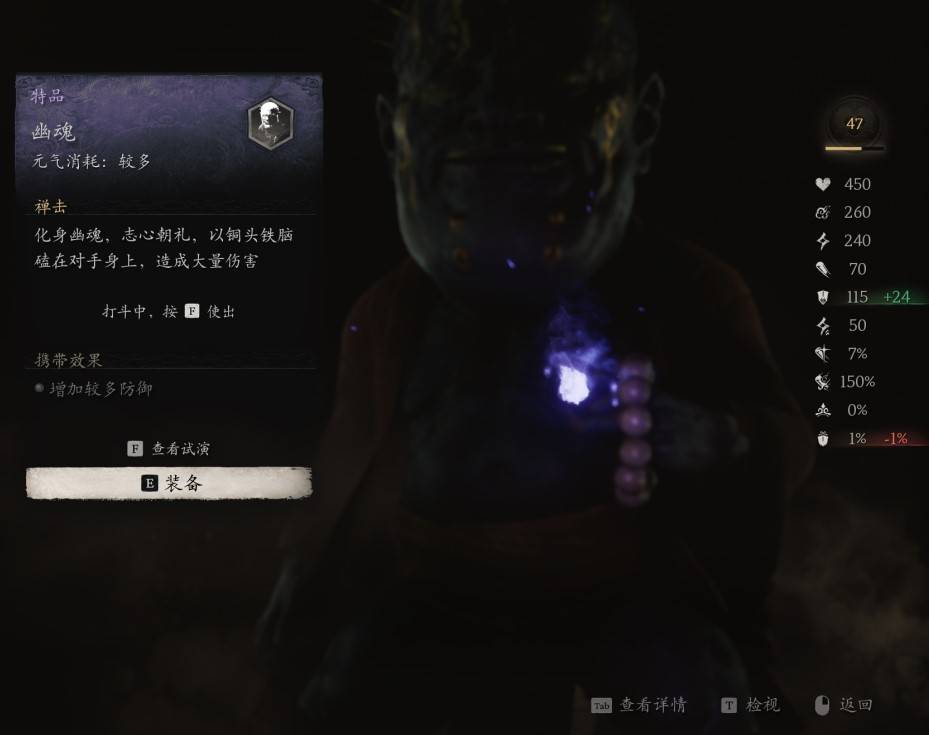 特品
幽魂
元气消耗：较多
禅击
化身幽魂，志心朝礼，以铜头铁脑
磕在对手身上，造成大量伤害
打斗中，按 F 使出
携带效果
增加较多防御
F 查看试演
E 装备
47
450
260
240
70
115 +24
50
7%
150%
0%
1% -1%
Tab 查看详情 T 检视 返回